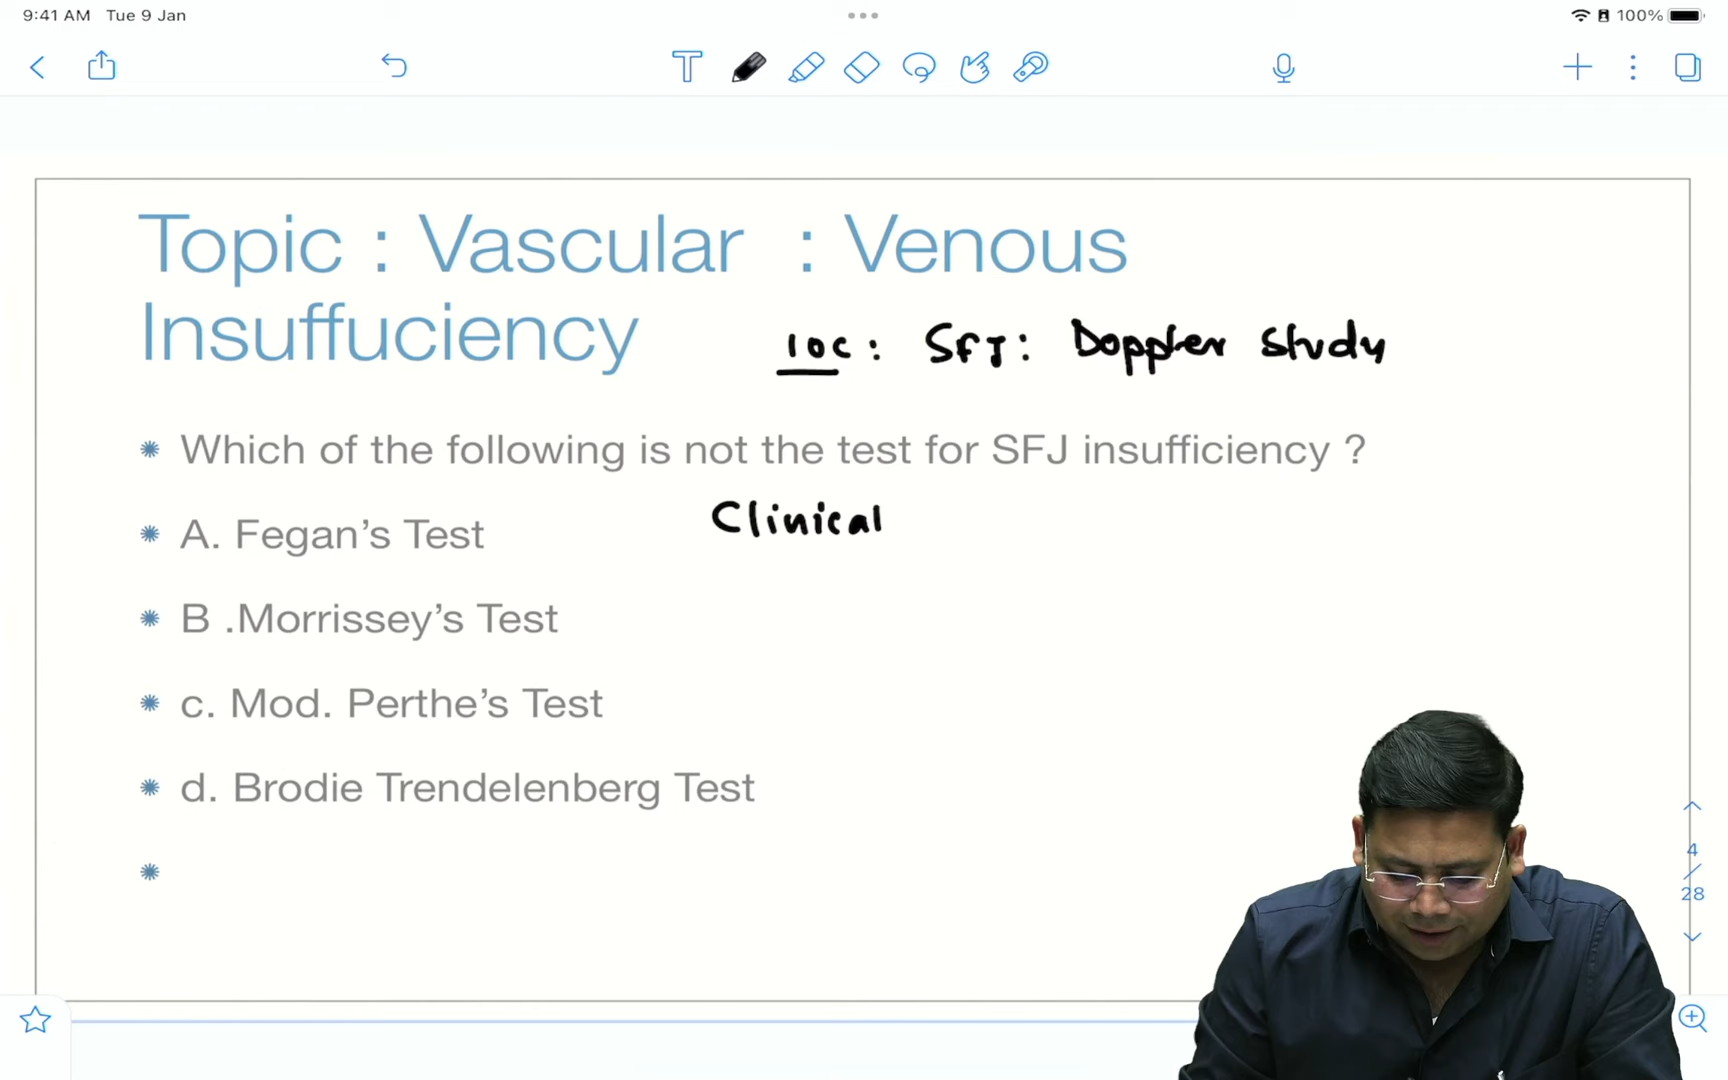 9:41 AM Tue 9 Jan
100%
T
Topic : Vascular : Venous
Insuffuciency
IOC : SFJ : Doppler Study
Which of the following is not the test for SFJ insufficiency ?
Clinical
A. Fegan’s Test
B .Morrissey’s Test
c. Mod. Perthe’s Test
d. Brodie Trendelenberg Test
4
/
28